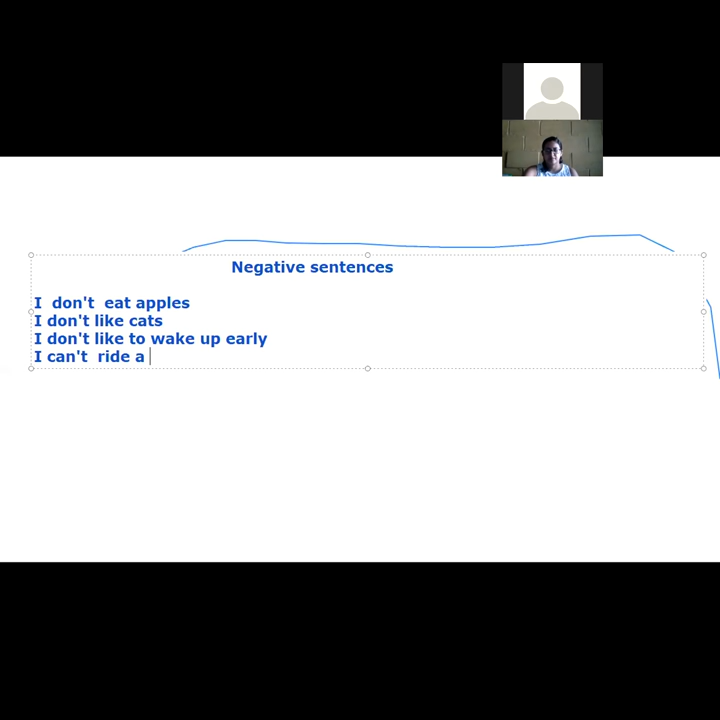 Negative sentences
I  don't  eat apples
I don't like cats
I don't like to wake up early
I can't  ride a